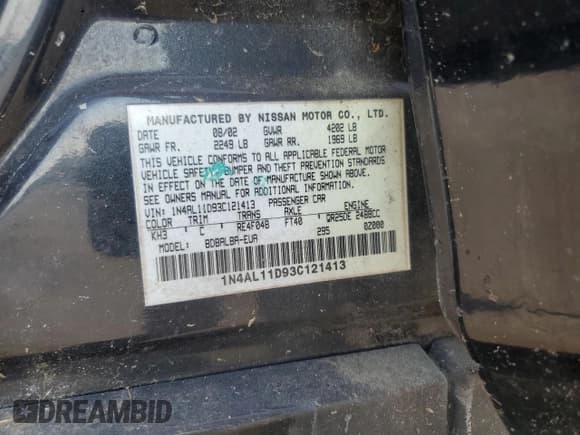 MANUFACTURED BY NISSAN MOTOR CO., LTD.
DATE 08/02 GVWR 4202 LB
GAWR FR. 2249 LB GAWR RR. 1969 LB
THIS VEHICLE CONFORMS TO ALL APPLICABLE FEDERAL MOTOR
VEHICLE BUMPER AND THEFT PREVENTION STANDARDS
IN EFFECT ON THE DATE OF MANUFACTURE SHOWN ABOVE.
SEE OWNERS MANUAL FOR ADDITIONAL INFORMATION.
VIN: 1N4AL11D93C121413 PASSENGER CAR
COLOR TRIM TRANS AXLE ENGINE
KH3 C RE4F04B FT40 QR25DE 2488CC
MODEL: BDBALBA-EUA 295 02000
1N4AL11D93C121413
DREAMBID